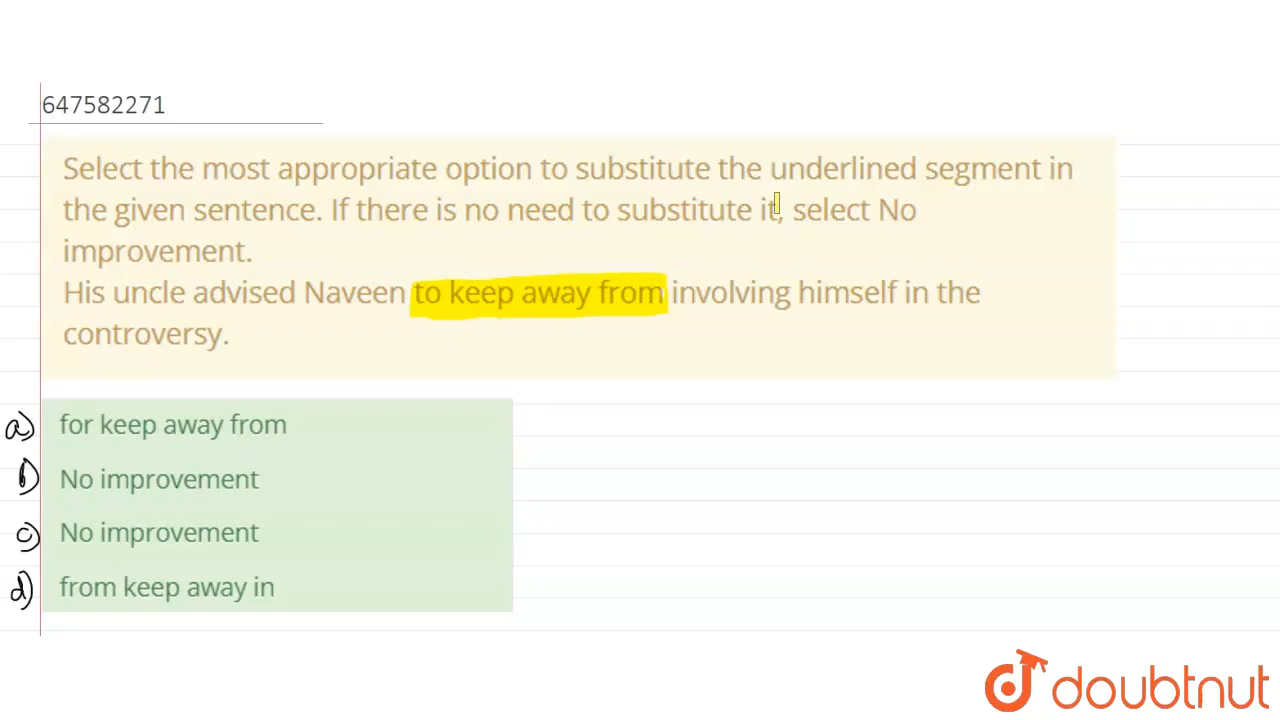 647582271
Select the most appropriate option to substitute the underlined segment in
the given sentence. If there is no need to substitute it, select No
improvement.
His uncle advised Naveen to keep away from involving himself in the
controversy.
a) for keep away from
b) No improvement
c) No improvement
d) from keep away in
doubtnut